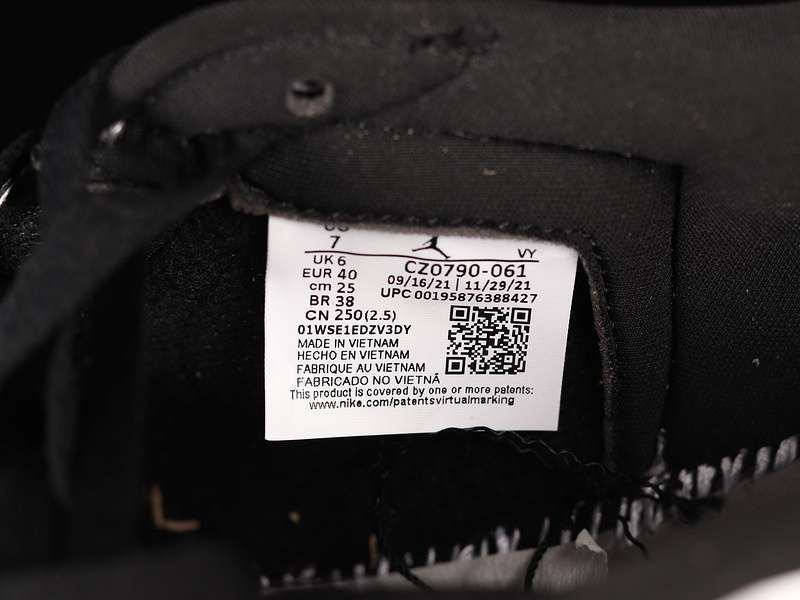 US
7
VY
UK 6
CZ0790-061
EUR 40
09/16/21 | 11/29/21
cm 25
UPC 00195876388427
BR 38
CN 250(2.5)
01WSE1EDZV3DY
MADE IN VIETNAM
HECHO EN VIETNAM
FABRIQUE AU VIETNAM
FABRICADO NO VIETNÃ
This product is covered by one or more patents:
www.nike.com/patentsvirtualmarking